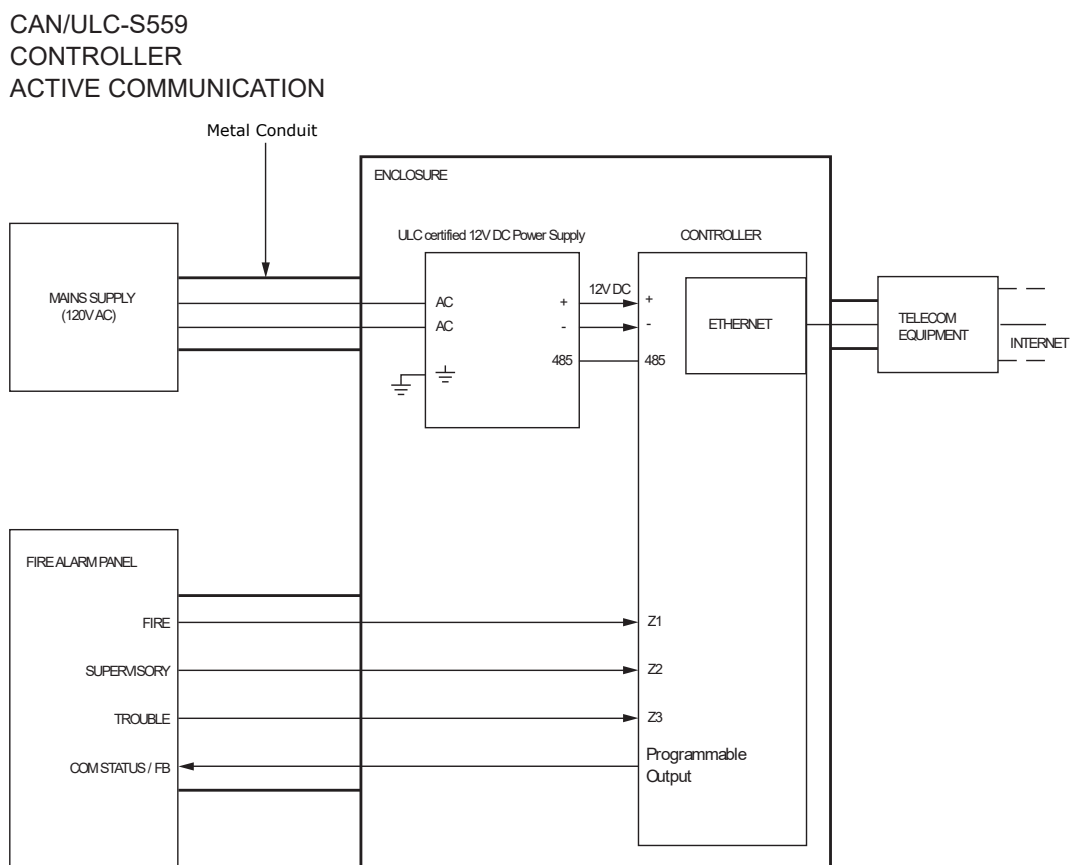 CAN/ULC-S559
CONTROLLER
ACTIVE COMMUNICATION
Metal Conduit
ENCLOSURE
ULC certified 12V DC Power Supply
CONTROLLER
MAINS SUPPLY
(120V AC)
AC
AC
+
-
485
12V DC
+
-
485
ETHERNET
TELECOM
EQUIPMENT
INTERNET
FIRE ALARM PANEL
FIRE
Z1
SUPERVISORY
Z2
TROUBLE
Z3
COM STATUS / FB
Programmable
Output